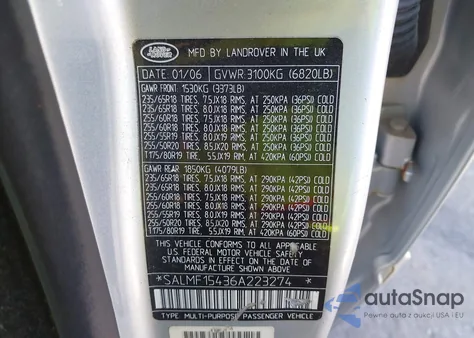 LAND
ROVER
MFD BY LANDROVER IN THE UK
DATE: 01/06 GVWR:3100KG (6820LB)
GAWR FRONT: 1530KG (3373LB)
235/65R18 TIRES, 7.5JX18 RIMS, AT 250KPA (36PSI) COLD
235/65R18 TIRES, 8.0JX18 RIMS, AT 250KPA (36PSI) COLD
255/60R18 TIRES, 7.5JX18 RIMS, AT 250KPA (36PSI) COLD
255/60R18 TIRES, 8.0JX18 RIMS, AT 250KPA (36PSI) COLD
255/55R19 TIRES, 8.0JX19 RIMS, AT 250KPA (36PSI) COLD
255/50R20 TIRES, 8.5JX20 RIMS, AT 250KPA (36PSI) COLD
T175/80R19 TIRES, 5.5JX19 RIM, AT 420KPA (60PSI) COLD
GAWR REAR 1850KG (4079LB)
235/65R18 TIRES, 7.5JX18 RIMS, AT 290KPA (42PSI) COLD
235/65R18 TIRES, 8.0JX18 RIMS, AT 290KPA (42PSI) COLD
255/60R18 TIRES, 7.5JX18 RIMS, AT 290KPA (42PSI) COLD
255/60R18 TIRES, 8.0JX18 RIMS, AT 290KPA (42PSI) COLD
255/55R19 TIRES, 8.0JX19 RIMS, AT 290KPA (42PSI) COLD
255/50R20 TIRES, 8.5JX20 RIMS, AT 290KPA (42PSI) COLD
T175/80R19 TIRES, 5.5JX19 RIM, AT 420KPA (60PSI) COLD
THIS VEHICLE CONFORMS TO ALL APPLICABLE
U.S. FEDERAL MOTOR VEHICLE SAFETY
STANDARDS IN EFFECT ON THE DATE OF
MANUFACTURE SHOWN ABOVE.
*SALMF15436A223274*
TYPE: MULTI-PURPOSE PASSENGER VEHICLE
autoSnap
Pewne auto z USA i EU